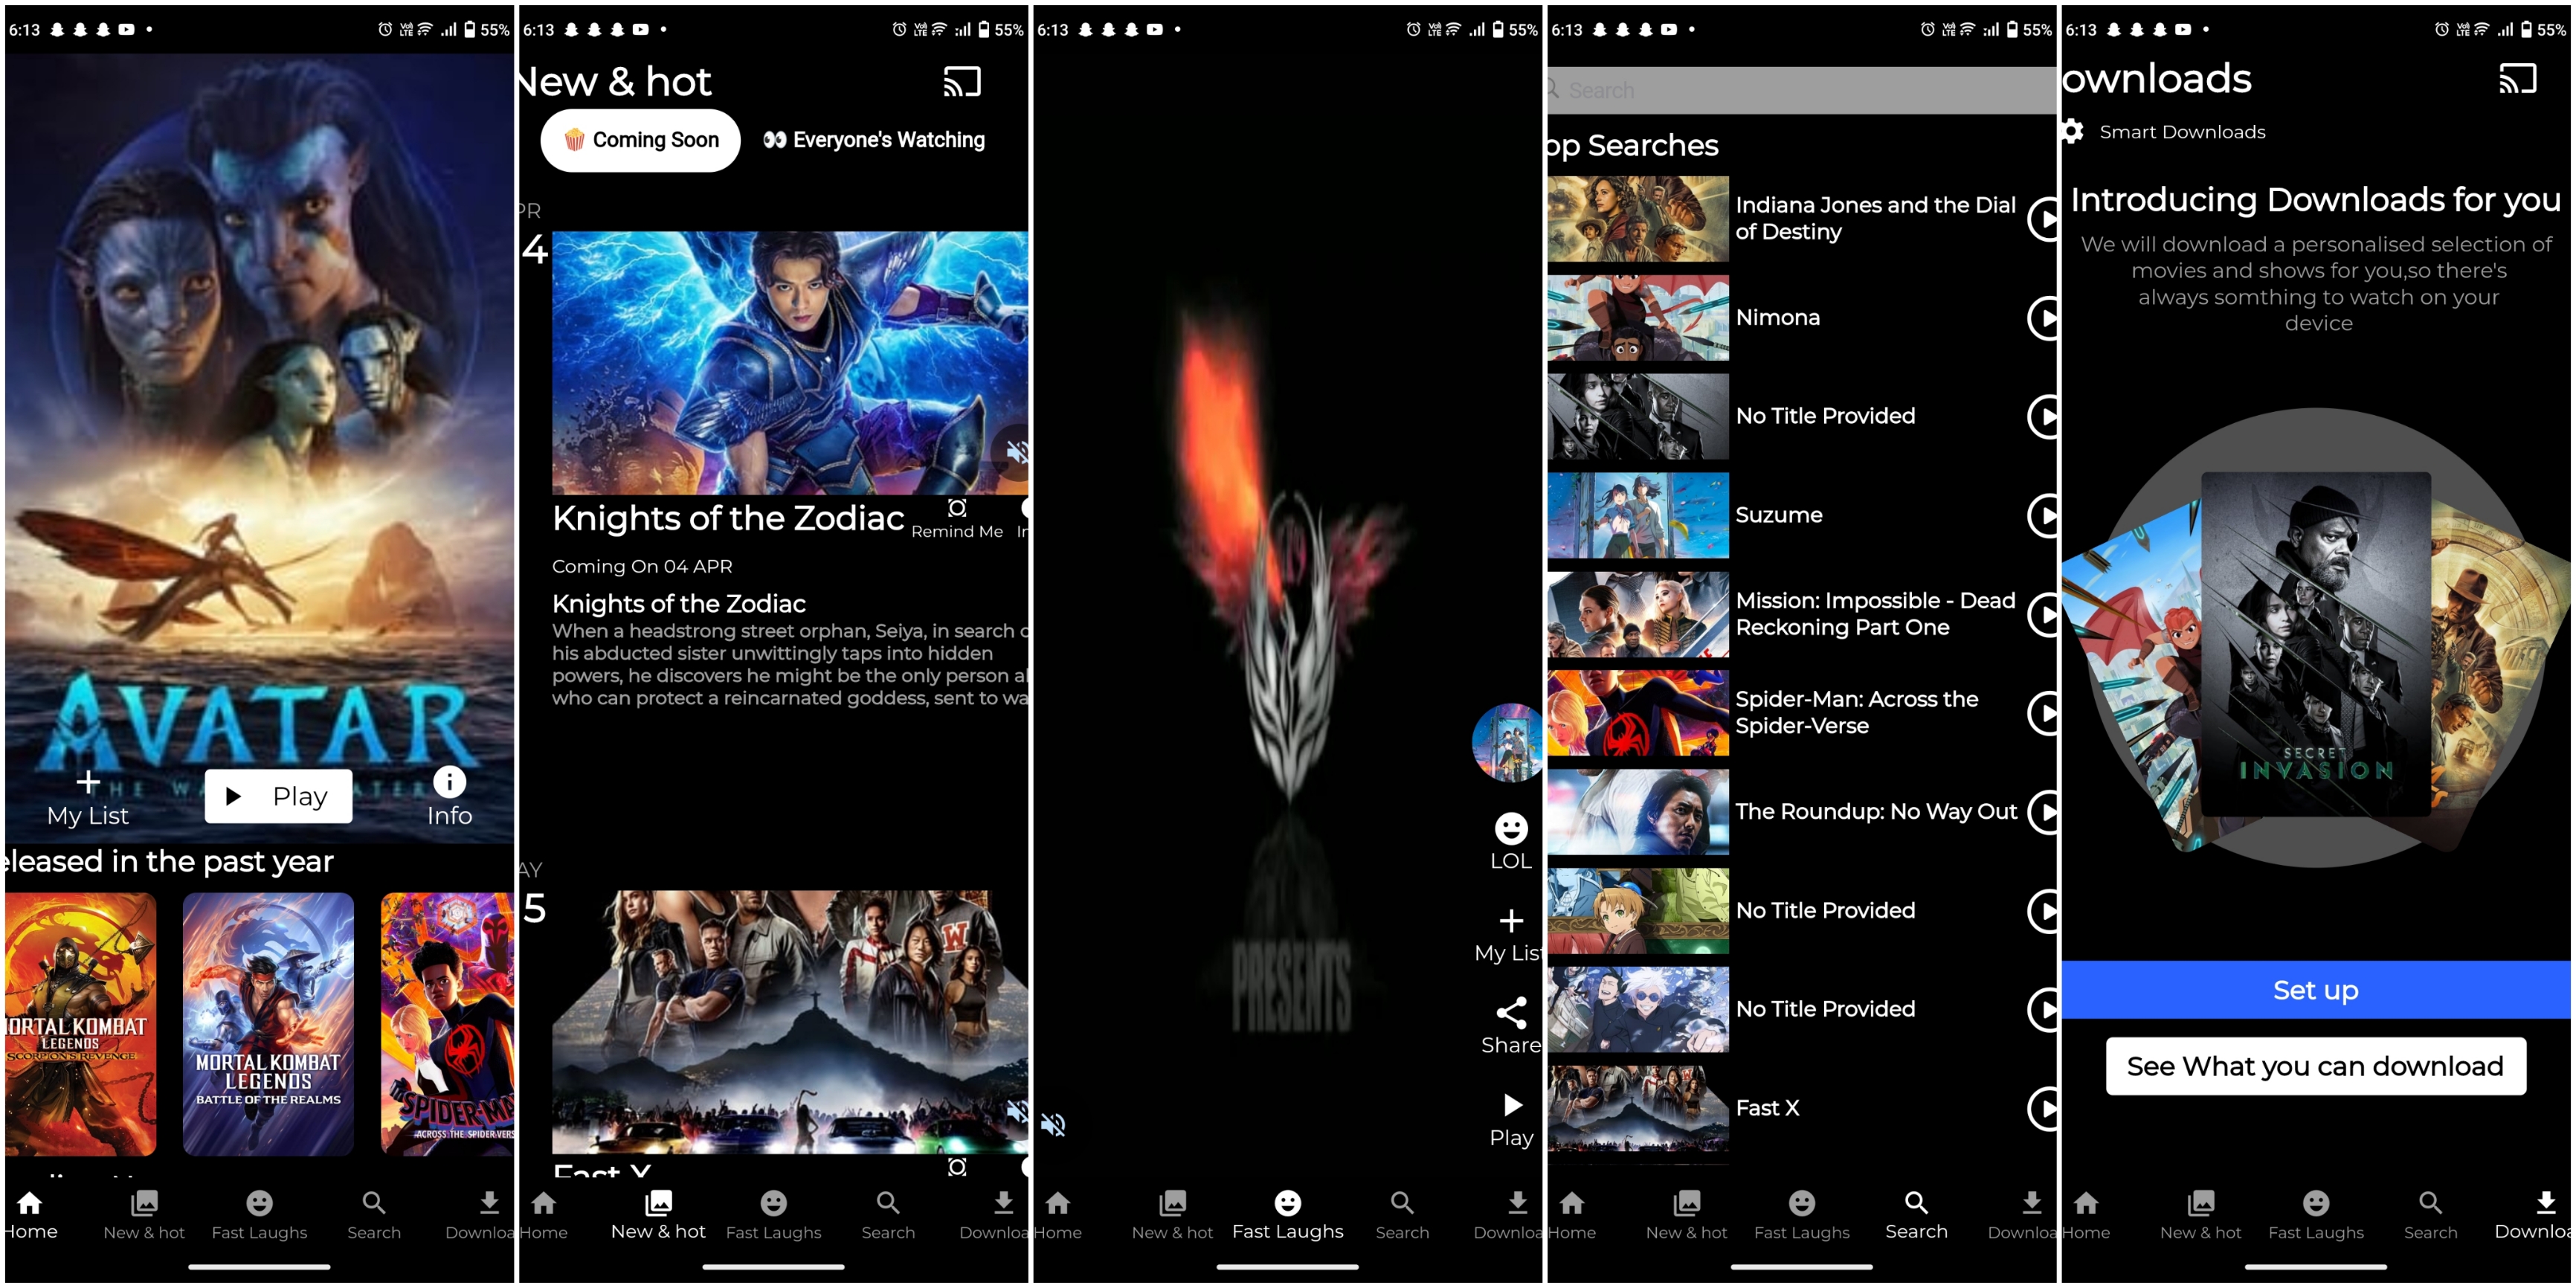 6:13
55%
AVATAR
My List
Play
Info
eleased in the past year
ORTAL KOMBAT
LEGENDS
SCORPION'S REVENGE
MORTAL KOMBAT
LEGENDS
BATTLE OF THE REALMS
SPIDER-MA
ACROSS THE SPIDER-VERS
Home
New & hot
Fast Laughs
Search
Downloa
6:13
55%
New & hot
Coming Soon
Everyone's Watching
PR
4
Knights of the Zodiac
Remind Me
In
Coming On 04 APR
Knights of the Zodiac
When a headstrong street orphan, Seiya, in search o
his abducted sister unwittingly taps into hidden
powers, he discovers he might be the only person al
who can protect a reincarnated goddess, sent to wa
AY
5
W
Fast X
Home
New & hot
Fast Laughs
Search
Downloa
6:13
55%
PRESENTS
LOL
My List
Share
Play
Home
New & hot
Fast Laughs
Search
Downloa
6:13
55%
Search
op Searches
Indiana Jones and the Dial
of Destiny
Nimona
No Title Provided
Suzume
Mission: Impossible - Dead
Reckoning Part One
Spider-Man: Across the
Spider-Verse
The Roundup: No Way Out
No Title Provided
No Title Provided
Fast X
Home
New & hot
Fast Laughs
Search
Downloa
6:13
55%
ownloads
Smart Downloads
Introducing Downloads for you
We will download a personalised selection of
movies and shows for you,so there's
always somthing to watch on your
device
SECRET
INVASION
Set up
See What you can download
Home
New & hot
Fast Laughs
Search
Downloa